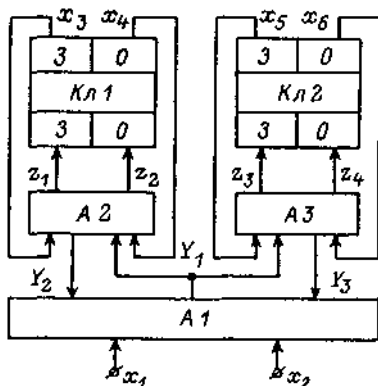 x₃ x₄ x₅ x₆
3 0 3 0
Кл 1 Кл 2
3 0 3 0
z₁ z₂ z₃ z₄
А 2 А 3
Y₂ Y₁ Y₃
А 1
x₁ x₂